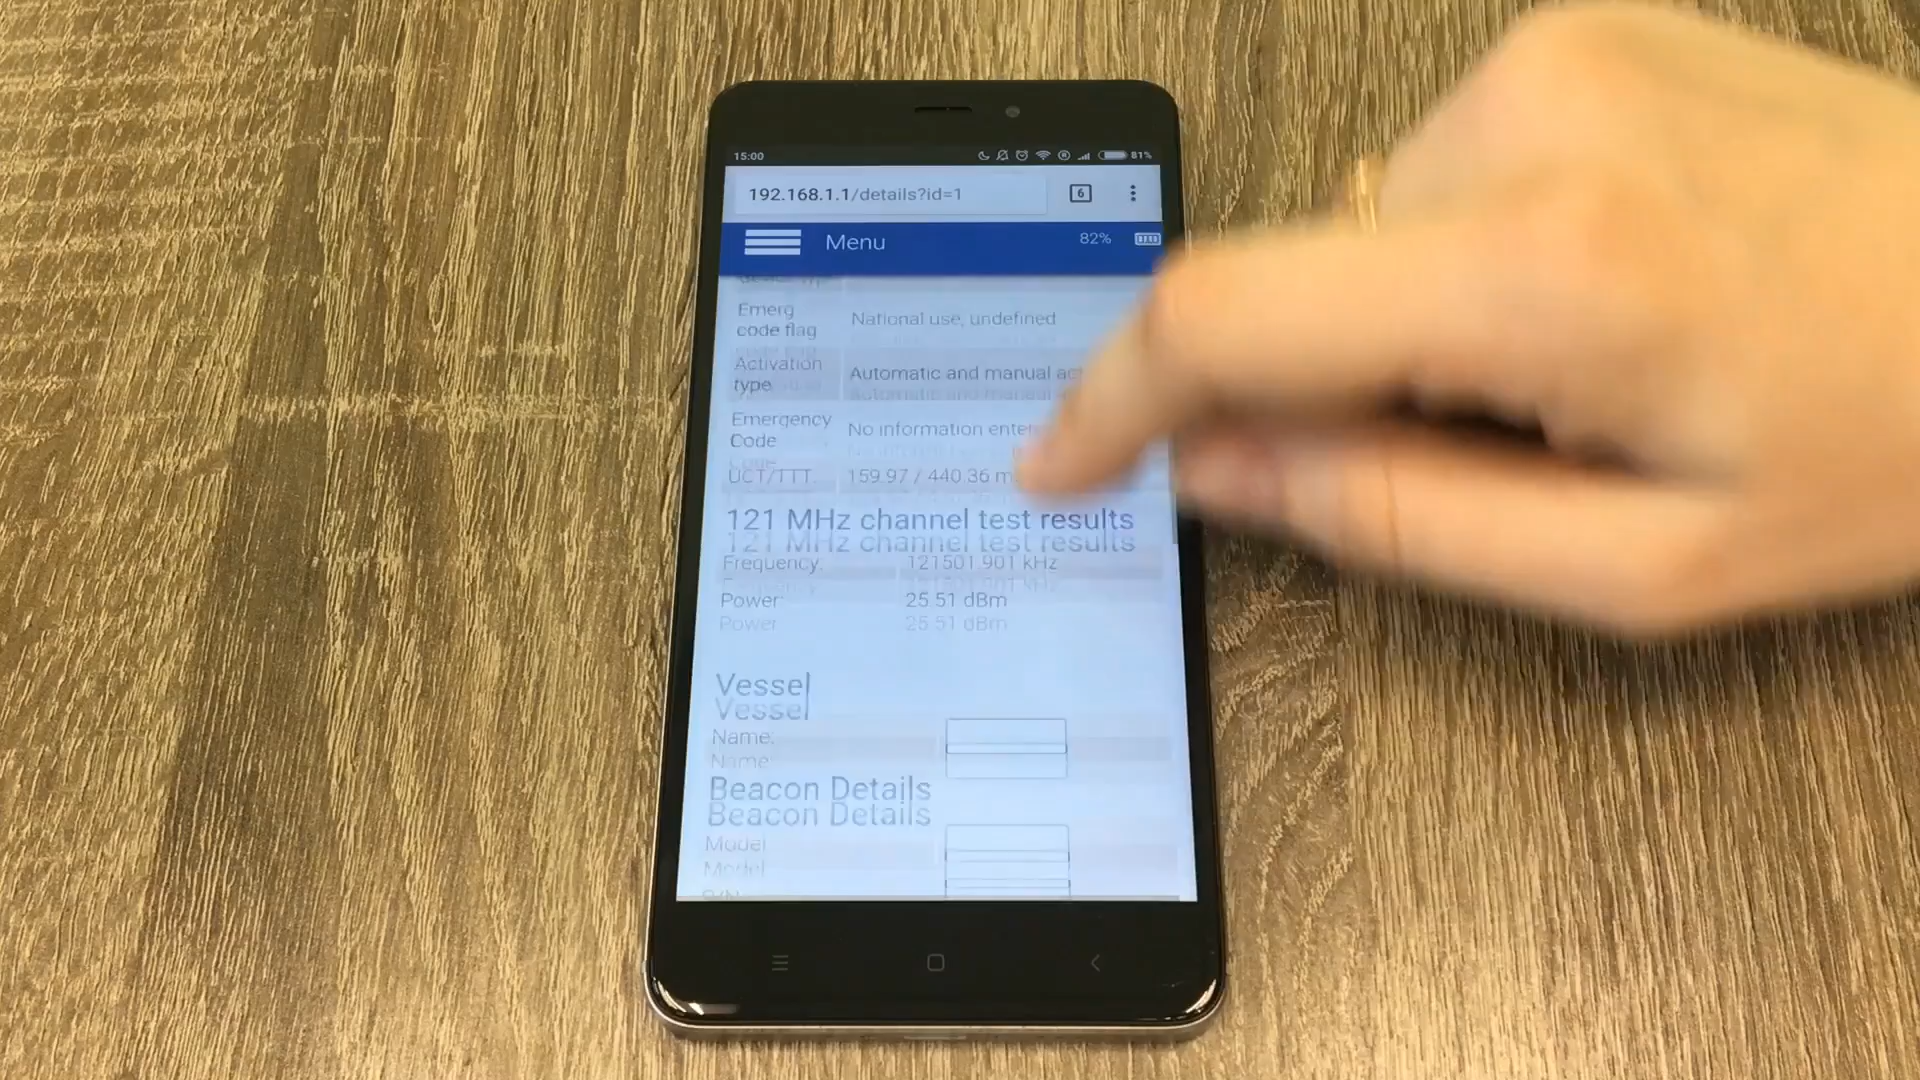 15:00 81%
192.168.1.1/details?id=1 6
Menu 82%
Emerg
code flag National use, undefined
Activation
type Automatic and manual
Emergency
Code No information
UCT/TTT: 159.97 / 440.36
121 MHz channel test results
Frequency: 121501.901 kHz
Power: 25.51 dBm
Vessel
Name:
Beacon Details
Model